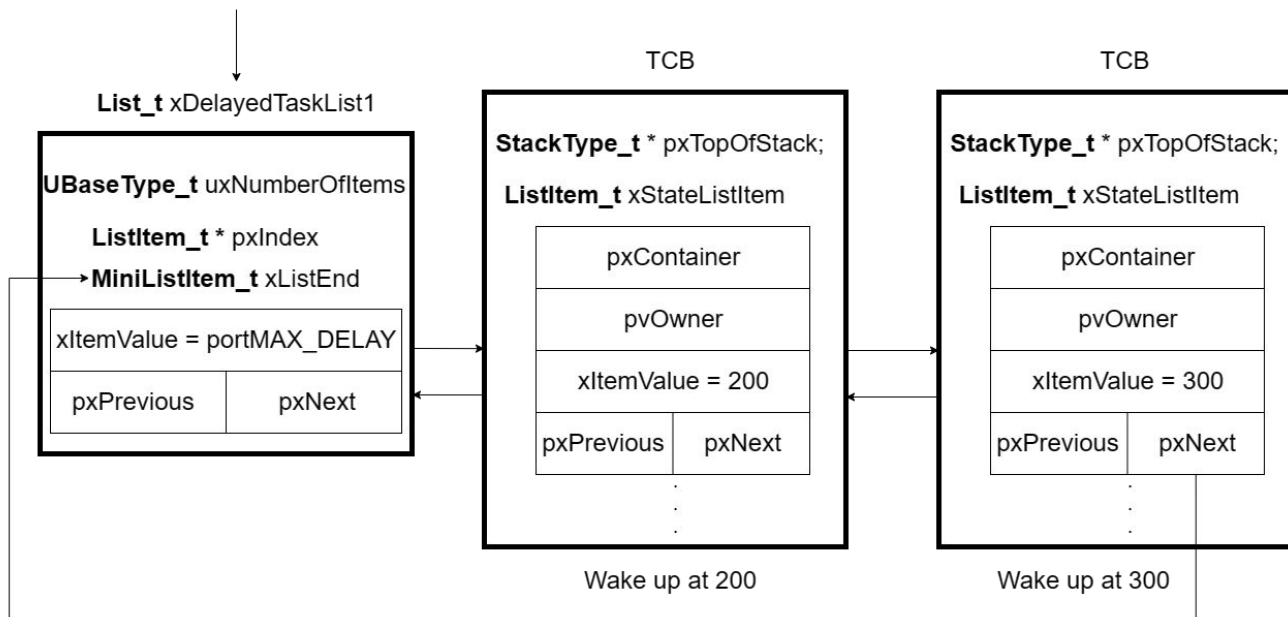 List_t xDelayedTaskList1
UBaseType_t uxNumberOfItems
ListItem_t * pxIndex
MiniListItem_t xListEnd
xItemValue = portMAX_DELAY
pxPrevious
pxNext
TCB
StackType_t * pxTopOfStack;
ListItem_t xStateListItem
pxContainer
pvOwner
xItemValue = 200
pxPrevious
pxNext
.
.
.
Wake up at 200
TCB
StackType_t * pxTopOfStack;
ListItem_t xStateListItem
pxContainer
pvOwner
xItemValue = 300
pxPrevious
pxNext
.
.
.
Wake up at 300